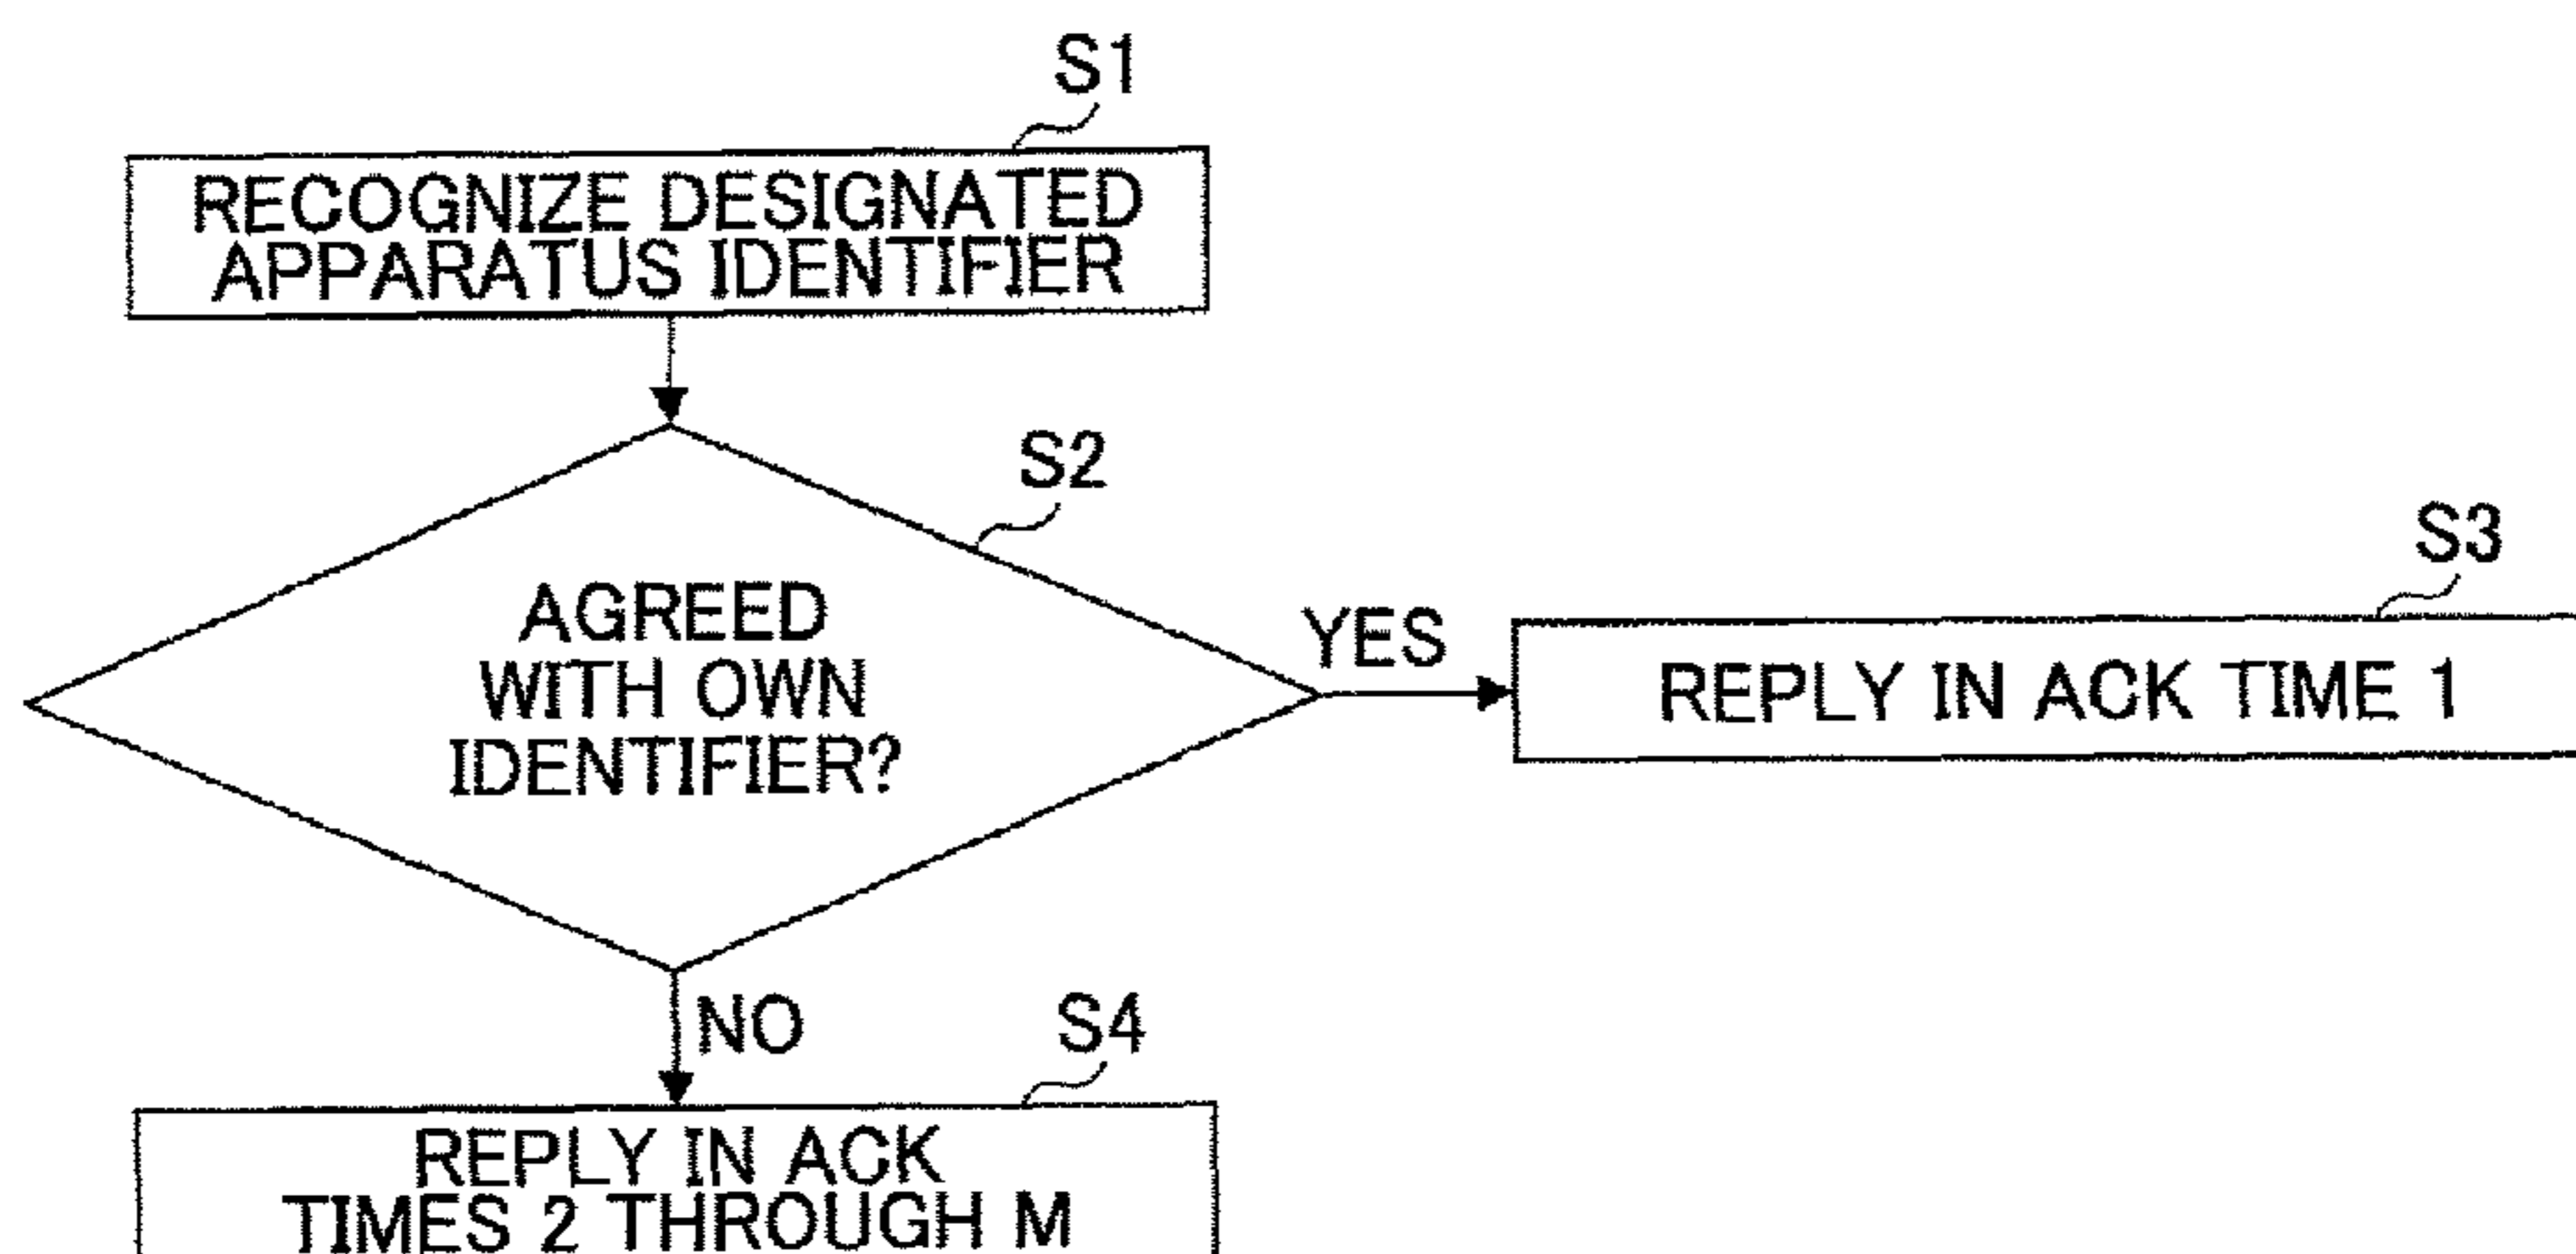 S1
RECOGNIZE DESIGNATED
APPARATUS IDENTIFIER
S2
AGREED
WITH OWN
IDENTIFIER?
YES
S3
REPLY IN ACK TIME 1
NO
S4
REPLY IN ACK
TIMES 2 THROUGH M